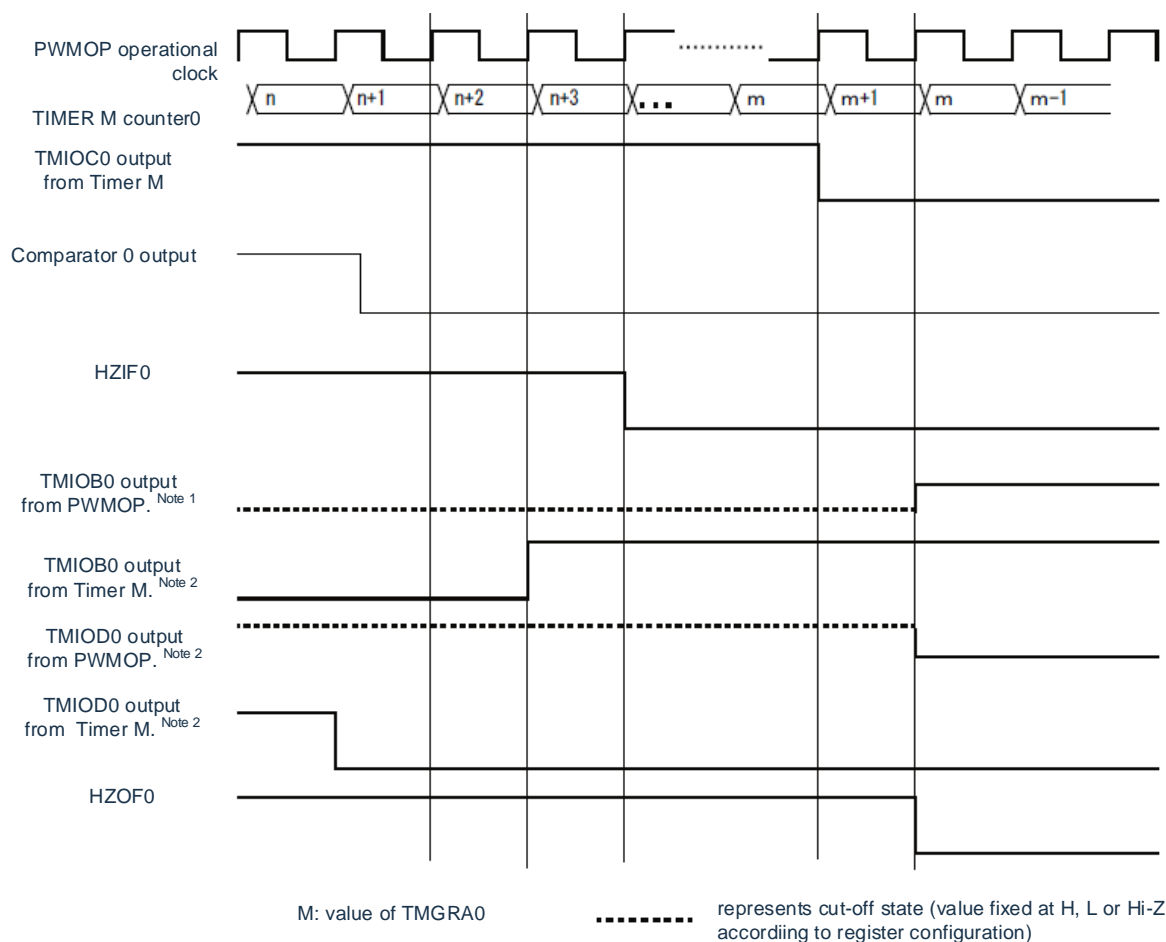 PWMOP operational
clock
n n+1 n+2 n+3 ... m m+1 m m-1
TIMER M counter0
TMIOC0 output
from Timer M
Comparator 0 output
HZIF0
TMIOB0 output
from PWMOP. Note 1
TMIOB0 output
from Timer M. Note 2
TMIOD0 output
from PWMOP. Note 2
TMIOD0 output
from Timer M. Note 2
HZOF0
M: value of TMGRA0
represents cut-off state (value fixed at H, L or Hi-Z
accordiing to register configuration)